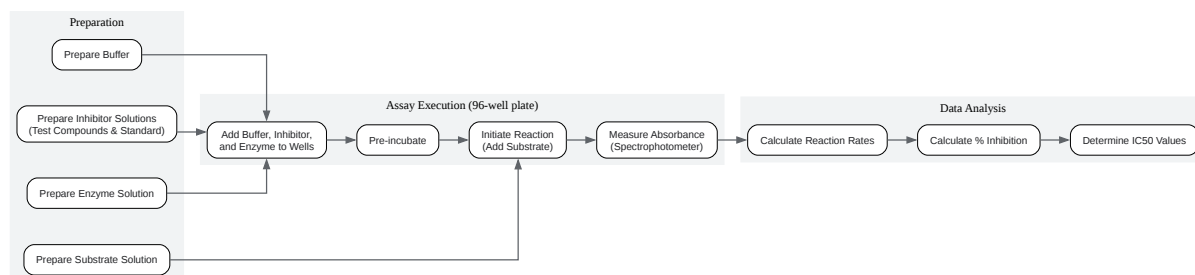 Preparation
Prepare Buffer
Prepare Inhibitor Solutions
(Test Compounds & Standard)
Prepare Enzyme Solution
Prepare Substrate Solution
Assay Execution (96-well plate)
Add Buffer, Inhibitor,
and Enzyme to Wells
Pre-incubate
Initiate Reaction
(Add Substrate)
Measure Absorbance
(Spectrophotometer)
Data Analysis
Calculate Reaction Rates
Calculate % Inhibition
Determine IC50 Values